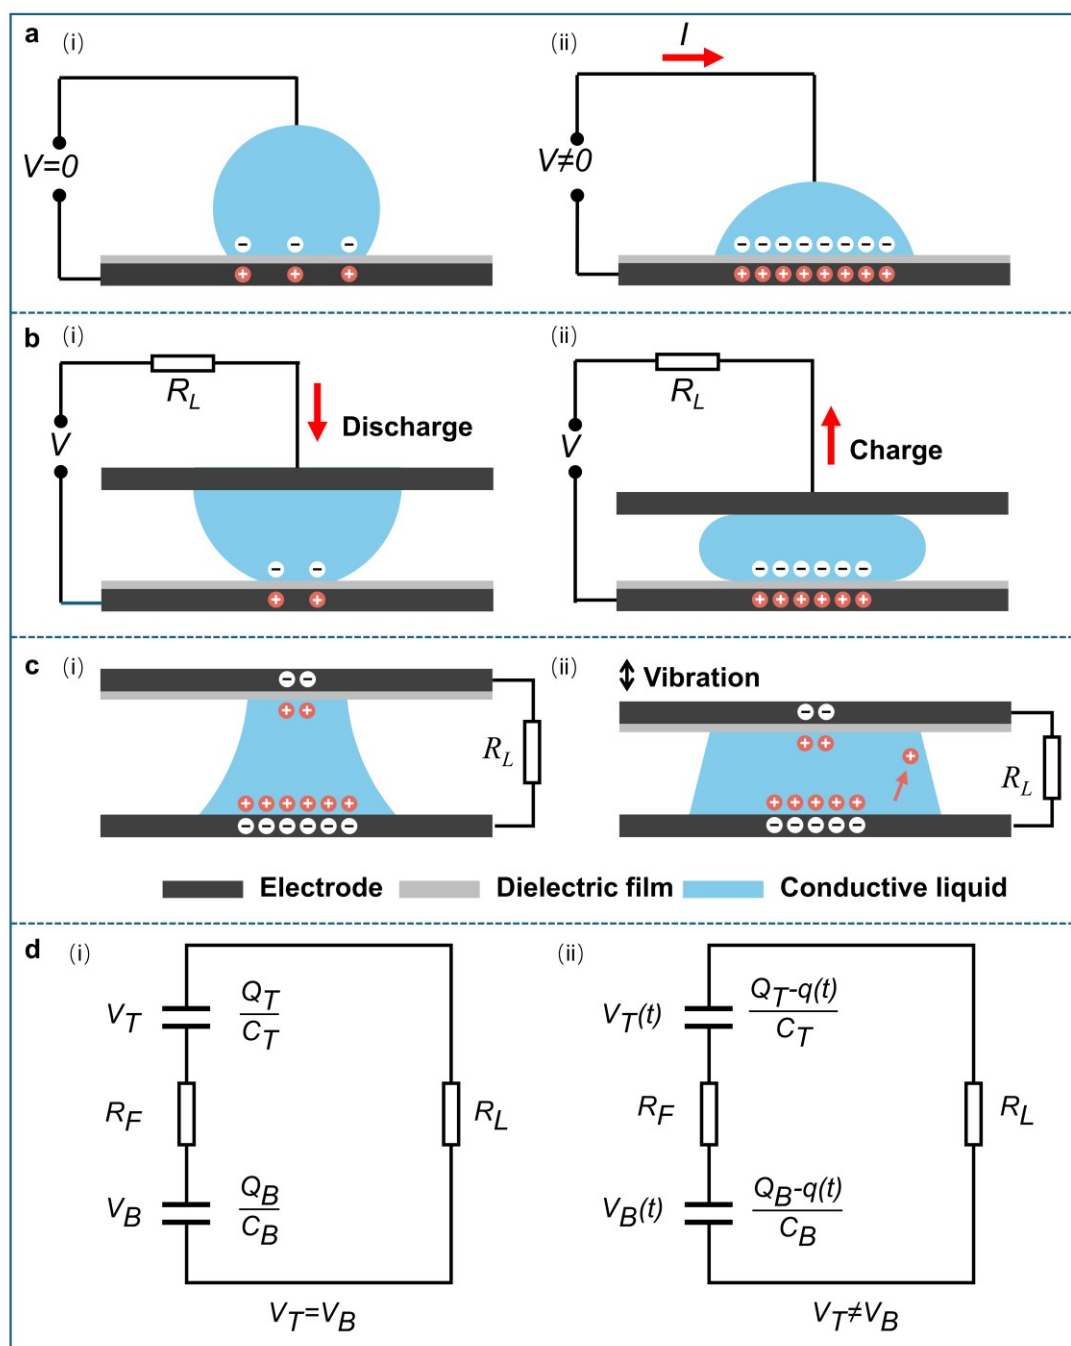 a (i) (ii) I
V=0 V≠0
b (i) (ii)
R_L R_L
V Discharge V Charge
c (i) (ii) Vibration
R_L R_L
Electrode Dielectric film Conductive liquid
d (i) (ii)
V_T Q_T/C_T V_T(t) Q_T-q(t)/C_T
R_F R_L R_F R_L
V_B Q_B/C_B V_B(t) Q_B-q(t)/C_B
V_T=V_B V_T≠V_B